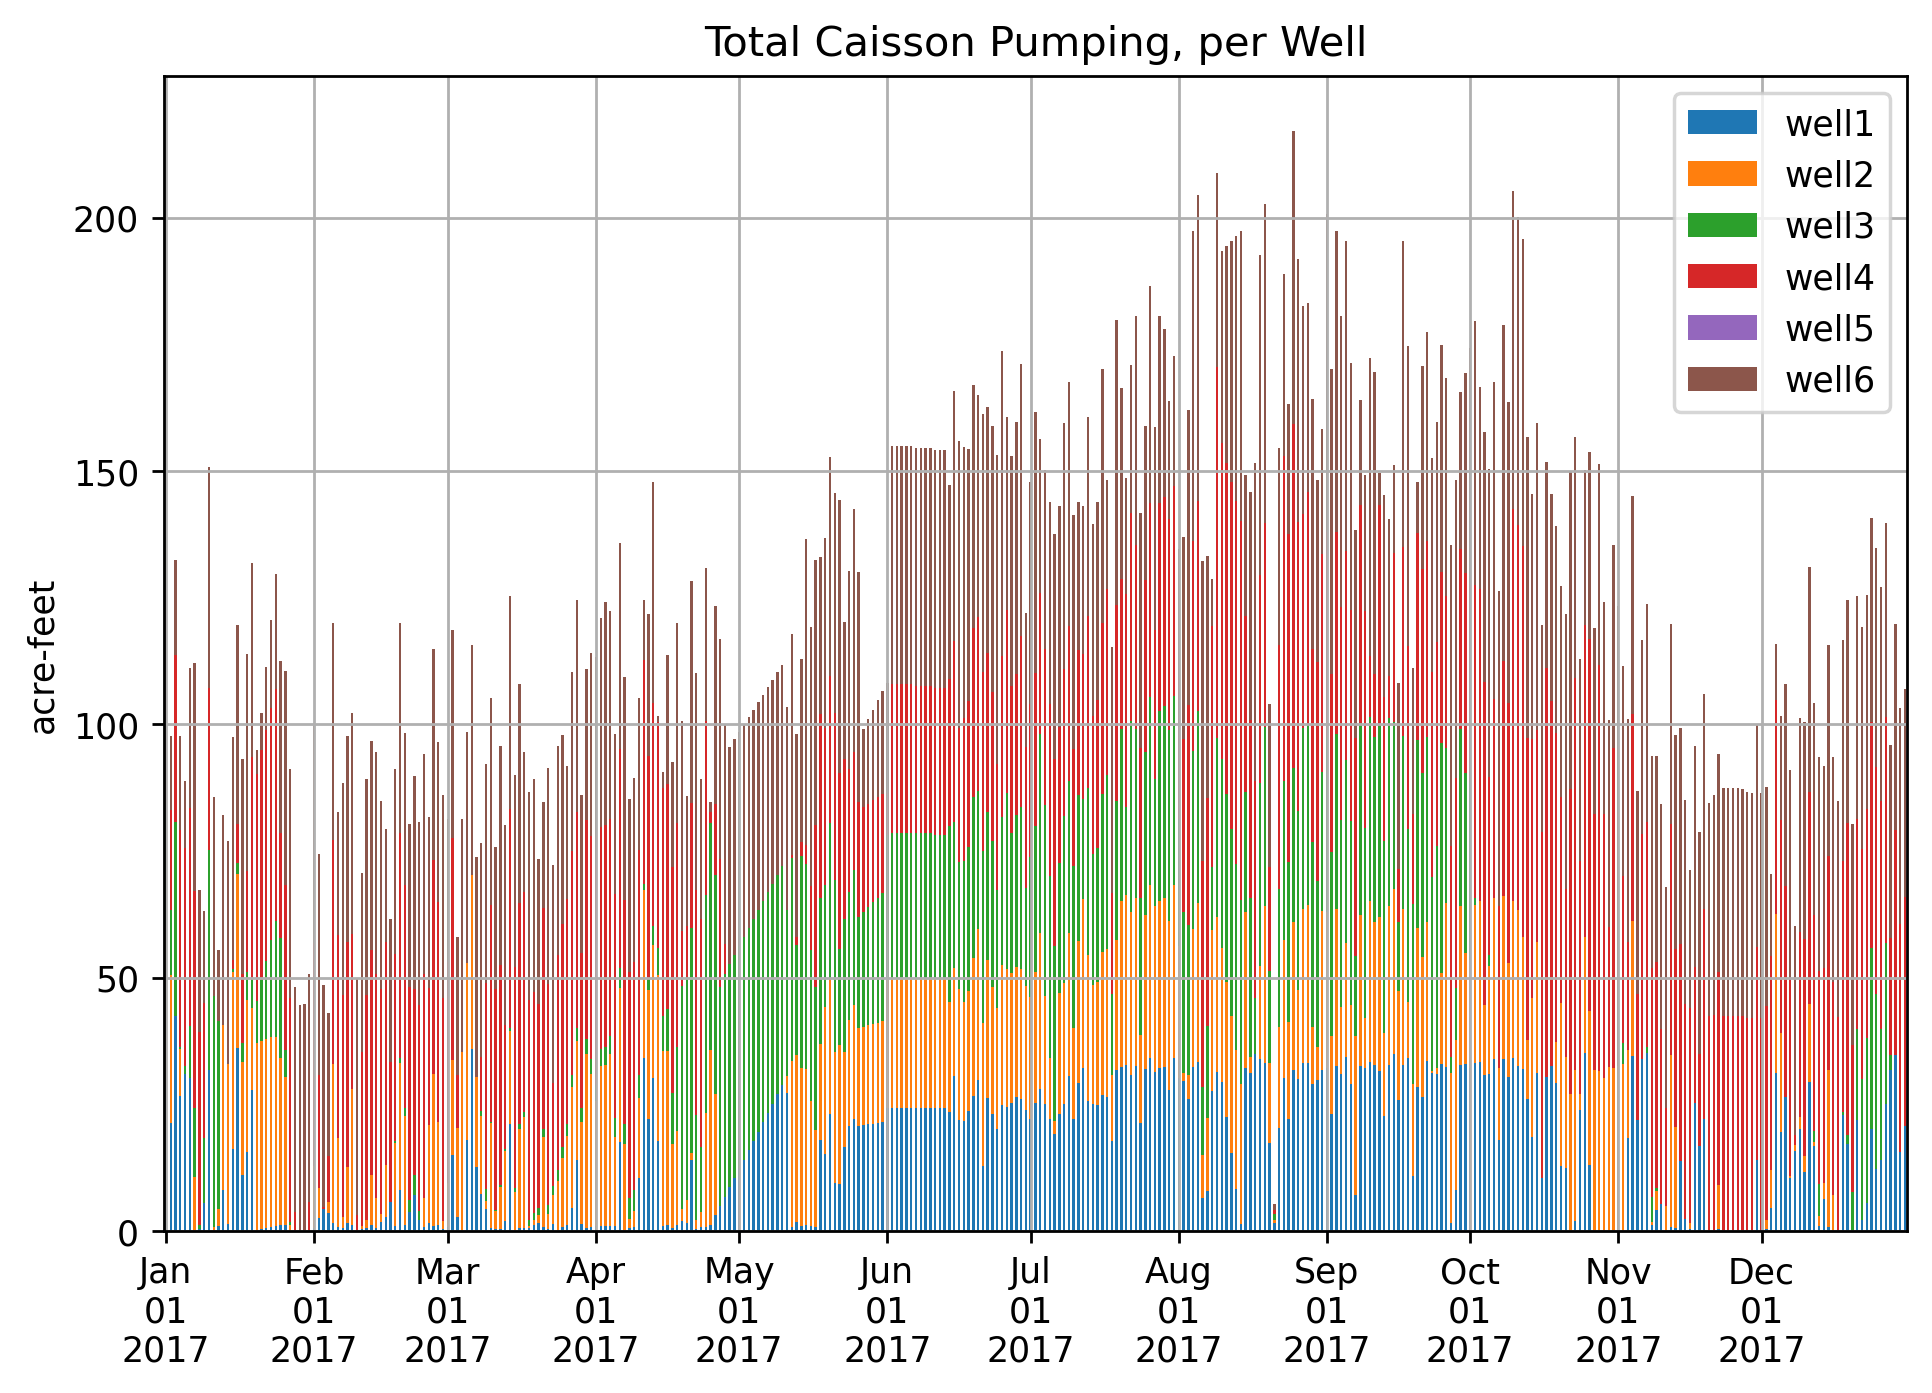 Total Caisson Pumping, per Well
well1
well2
well3
well4
well5
well6
acre-feet
200
150
100
50
0
Jan Feb Mar Apr May Jun Jul Aug Sep Oct Nov Dec
01 01 01 01 01 01 01 01 01 01 01 01
2017 2017 2017 2017 2017 2017 2017 2017 2017 2017 2017 2017